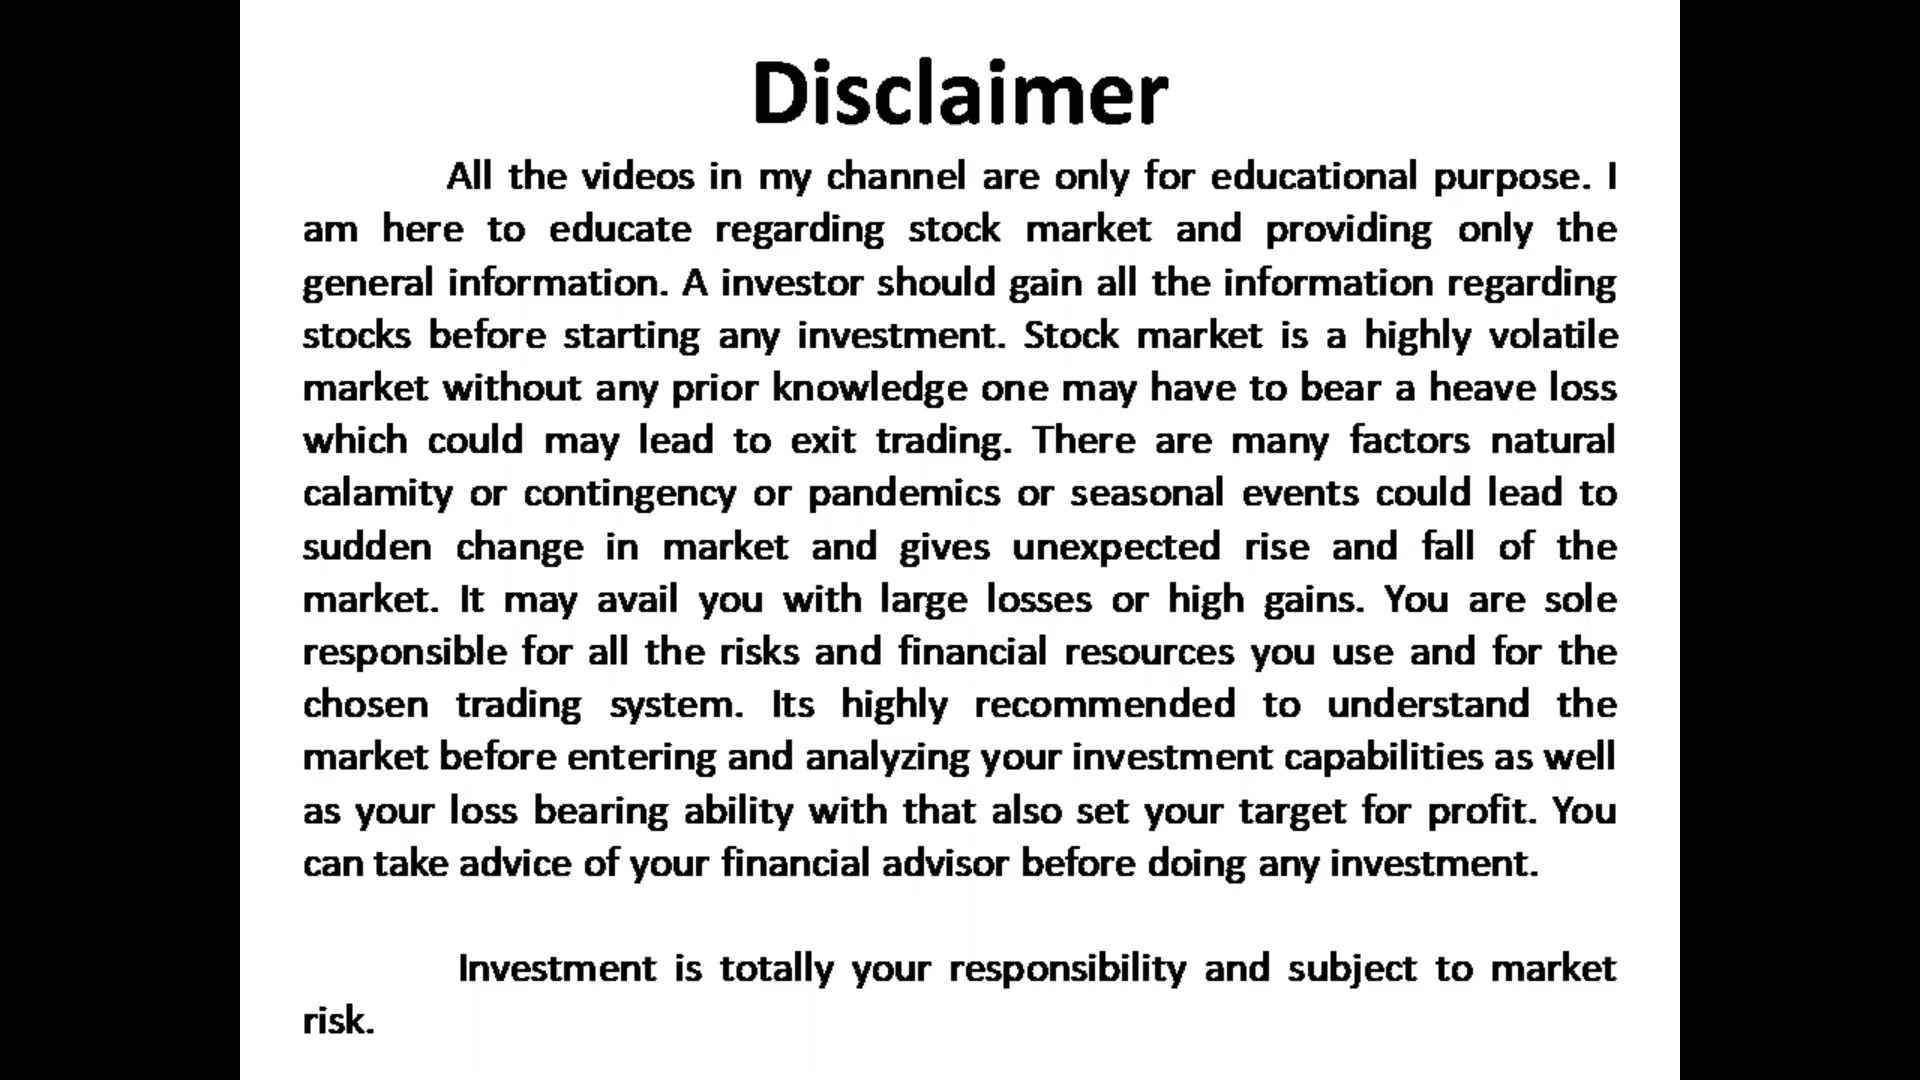 Disclaimer
All the videos in my channel are only for educational purpose. I
am here to educate regarding stock market and providing only the
general information. A investor should gain all the information regarding
stocks before starting any investment. Stock market is a highly volatile
market without any prior knowledge one may have to bear a heave loss
which could may lead to exit trading. There are many factors natural
calamity or contingency or pandemics or seasonal events could lead to
sudden change in market and gives unexpected rise and fall of the
market. It may avail you with large losses or high gains. You are sole
responsible for all the risks and financial resources you use and for the
chosen trading system. Its highly recommended to understand the
market before entering and analyzing your investment capabilities as well
as your loss bearing ability with that also set your target for profit. You
can take advice of your financial advisor before doing any investment.
Investment is totally your responsibility and subject to market
risk.